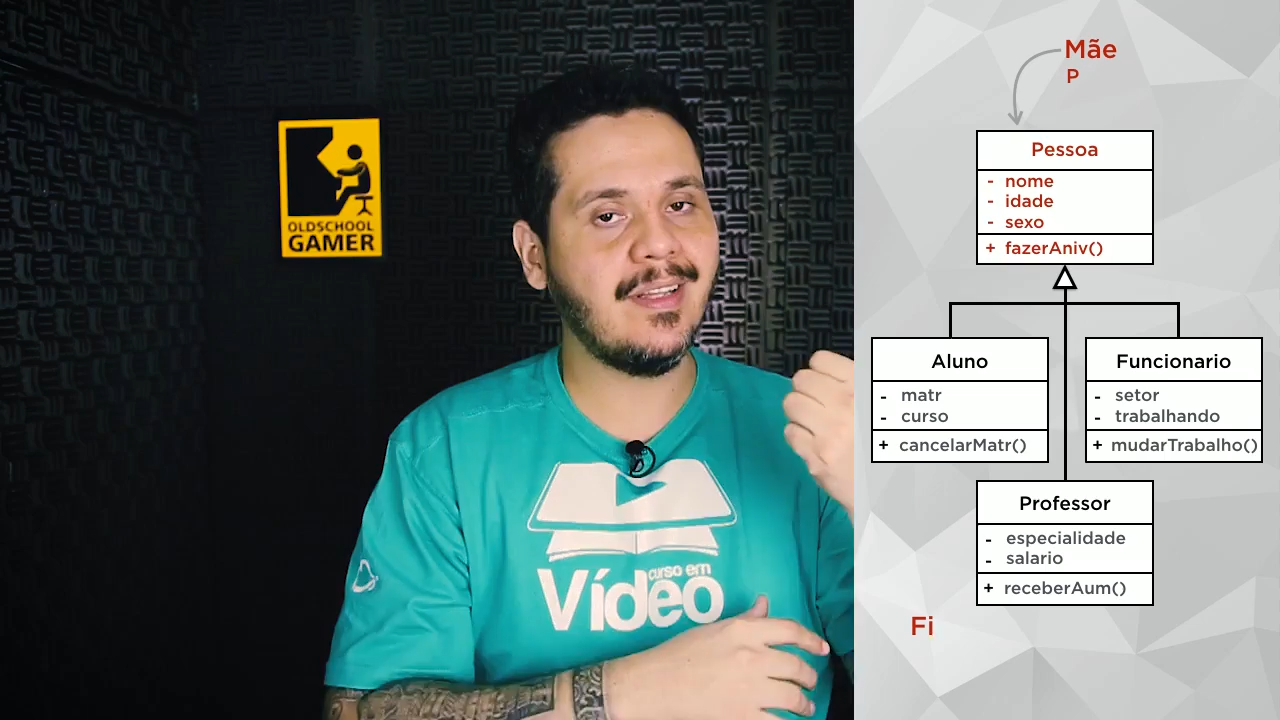 OLDSCHOOL
GAMER
curso em
Vídeo
Mãe
P
Pessoa
- nome
- idade
- sexo
+ fazerAniv()
Aluno
- matr
- curso
+ cancelarMatr()
Funcionario
- setor
- trabalhando
+ mudarTrabalho()
Professor
- especialidade
- salario
+ receberAum()
Fi